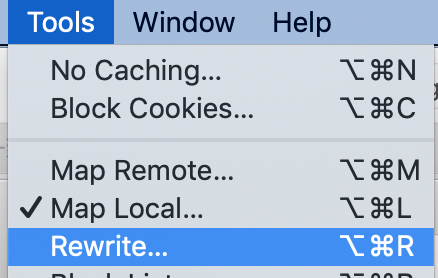 Tools Window Help
No Caching... ⌥⌘N
Block Cookies... ⌥⌘C
Map Remote... ⌥⌘M
✓ Map Local... ⌥⌘L
Rewrite... ⌥⌘R